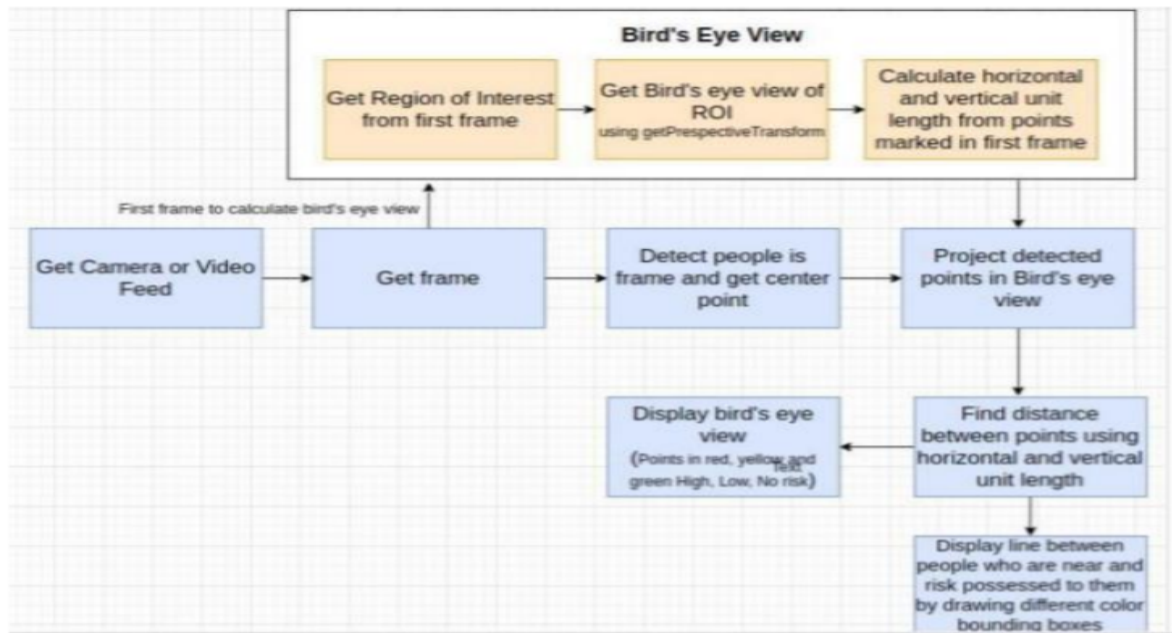 Bird's Eye View
Get Region of Interest
from first frame
Get Bird's eye view of
ROI
using getPrespectiveTransform
Calculate horizontal
and vertical unit
length from points
marked in first frame
First frame to calculate bird's eye view
Get Camera or Video
Feed
Get frame
Detect people is
frame and get center
point
Project detected
points in Bird's eye
view
Display bird's eye
view
(Points in red, yellow and
Text
green High, Low, No risk)
Find distance
between points using
horizontal and vertical
unit length
Display line between
people who are near and
risk possessed to them
by drawing different color
bounding boxes